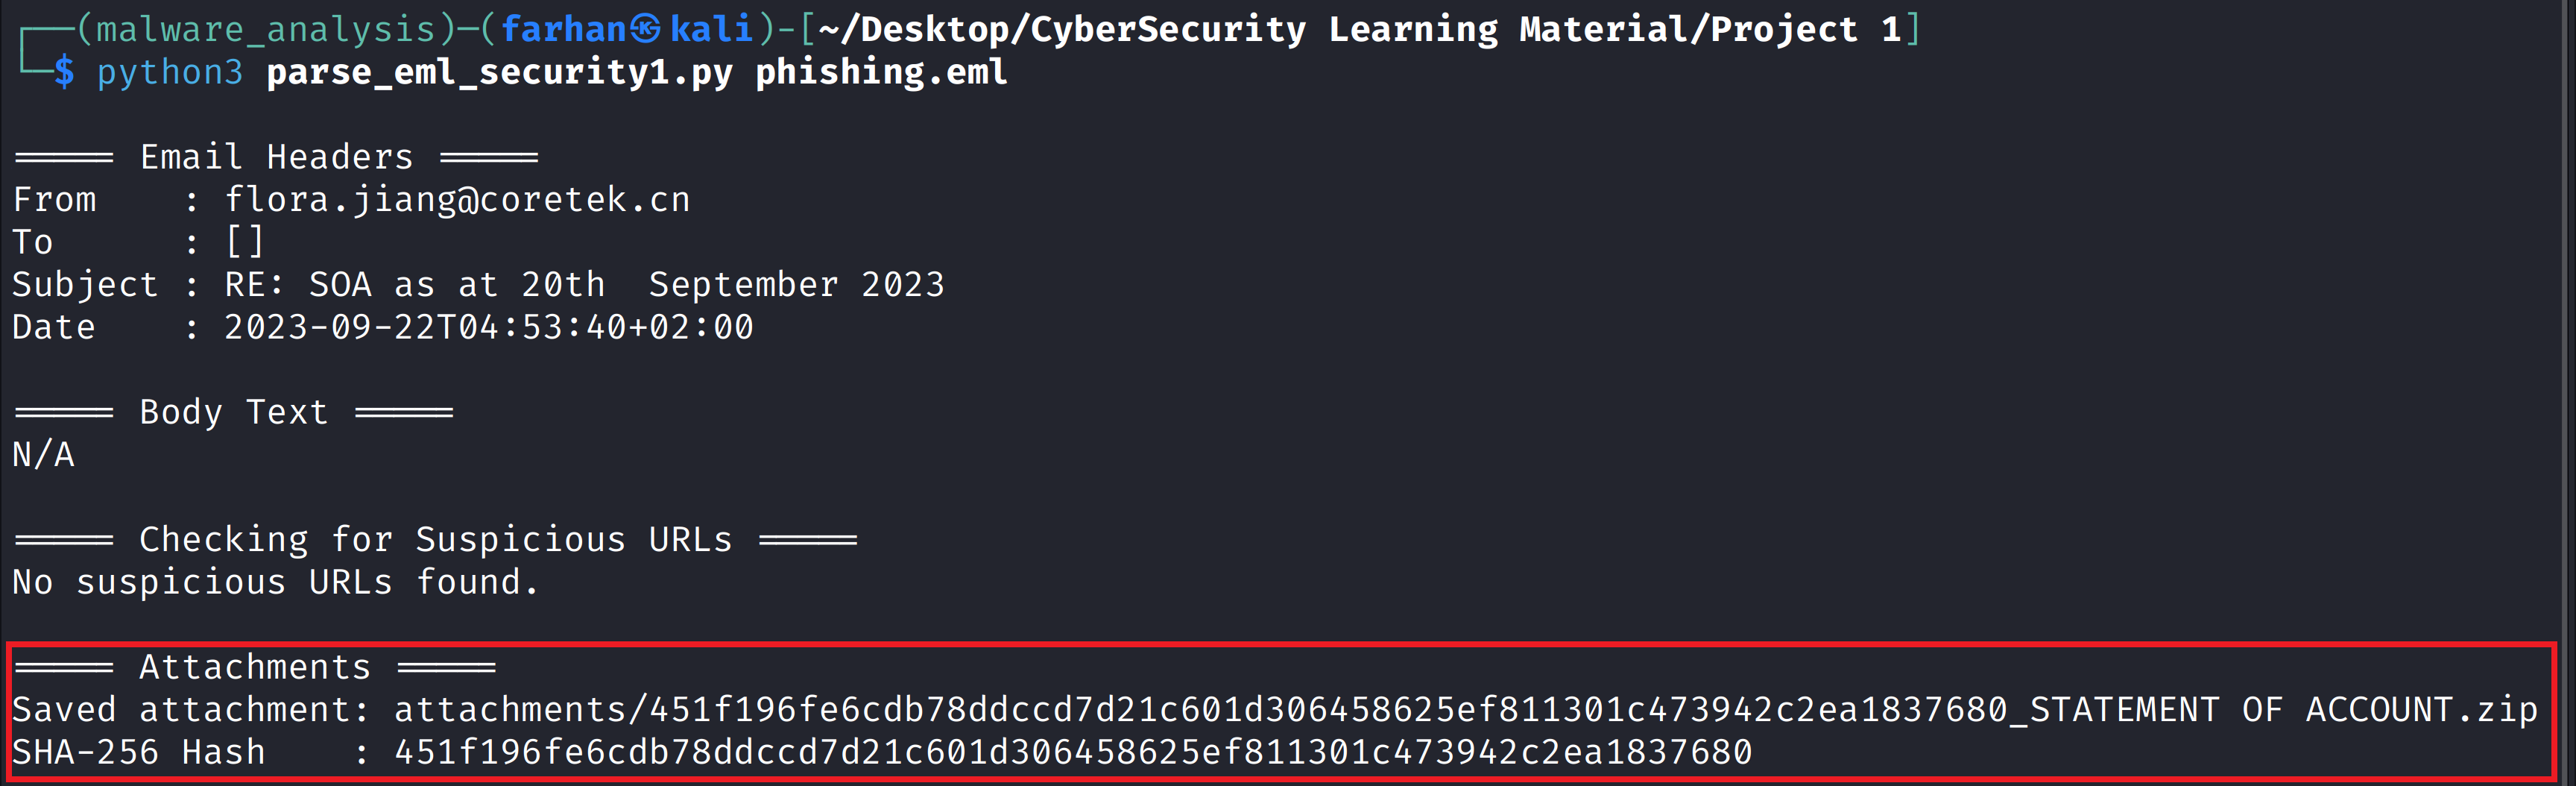 ┌──(malware_analysis)─(farhan㉿kali)-[~/Desktop/CyberSecurity Learning Material/Project 1]
└─$ python3 parse_eml_security1.py phishing.eml
===== Email Headers =====
From    : flora.jiang@coretek.cn
To      : []
Subject : RE: SOA as at 20th  September 2023
Date    : 2023-09-22T04:53:40+02:00
===== Body Text =====
N/A
===== Checking for Suspicious URLs =====
No suspicious URLs found.
===== Attachments =====
Saved attachment: attachments/451f196fe6cdb78ddccd7d21c601d306458625ef811301c473942c2ea1837680_STATEMENT OF ACCOUNT.zip
SHA-256 Hash    : 451f196fe6cdb78ddccd7d21c601d306458625ef811301c473942c2ea1837680